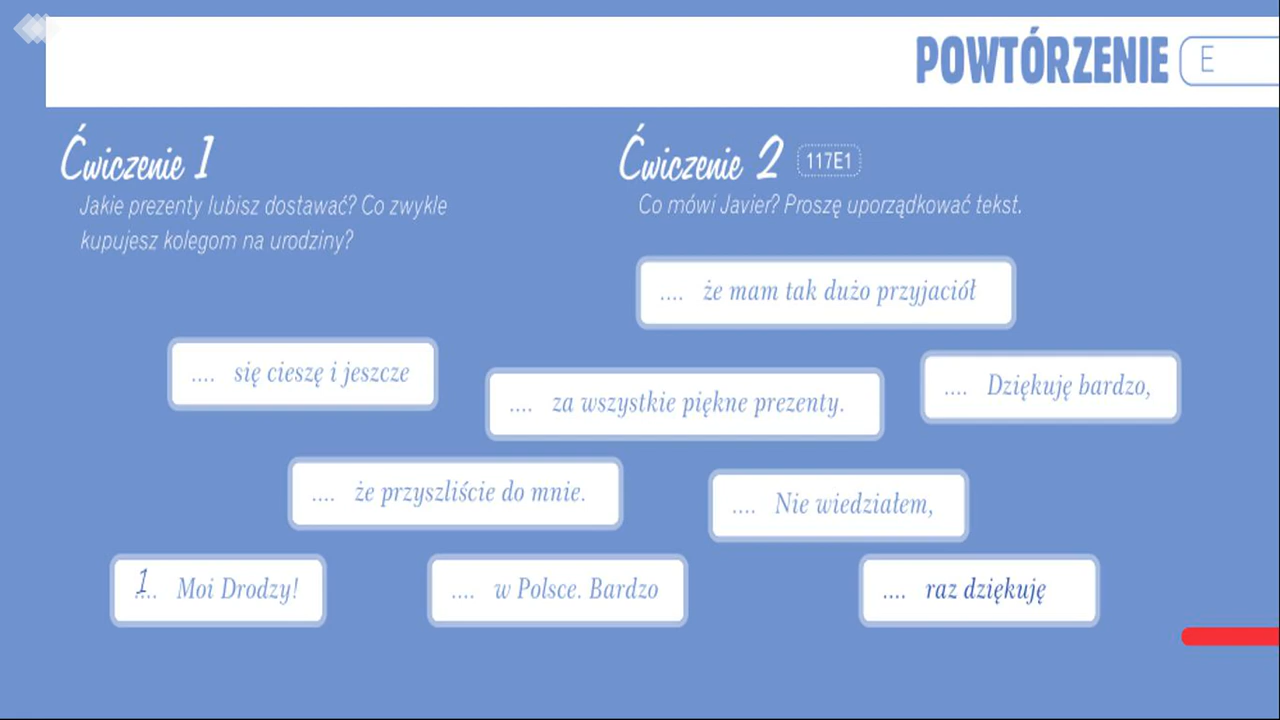 POWTÓRZENIE E
Ćwiczenie 1
Jakie prezenty lubisz dostawać? Co zwykle
kupujesz kolegom na urodziny?
Ćwiczenie 2 117E1
Co mówi Javier? Proszę uporządkować tekst.
.... że mam tak dużo przyjaciół
.... się cieszę i jeszcze
.... za wszystkie piękne prezenty.
.... Dziękuję bardzo,
.... że przyszliście do mnie.
.... Nie wiedziałem,
1 .... Moi Drodzy!
.... w Polsce. Bardzo
.... raz dziękuję